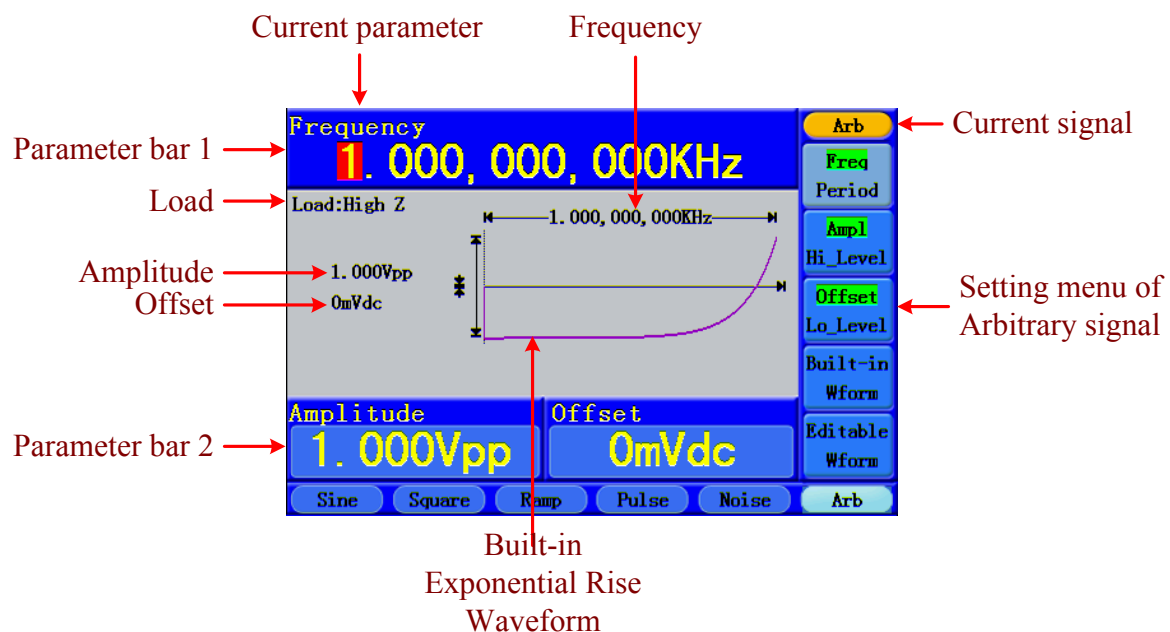 Current parameter
Frequency
Frequency
1.000,000,000KHz
Arb
Current signal
Parameter bar 1
Freq
Period
Load
Load:High Z
1.000,000,000KHz
Ampl
Hi_Level
Amplitude
1.000Vpp
Offset
0mVdc
Offset
Lo_Level
Setting menu of
Arbitrary signal
Built-in
Wform
Amplitude
Offset
Parameter bar 2
1.000Vpp
0mVdc
Editable
Wform
Sine
Square
Ramp
Pulse
Noise
Arb
Built-in
Exponential Rise
Waveform